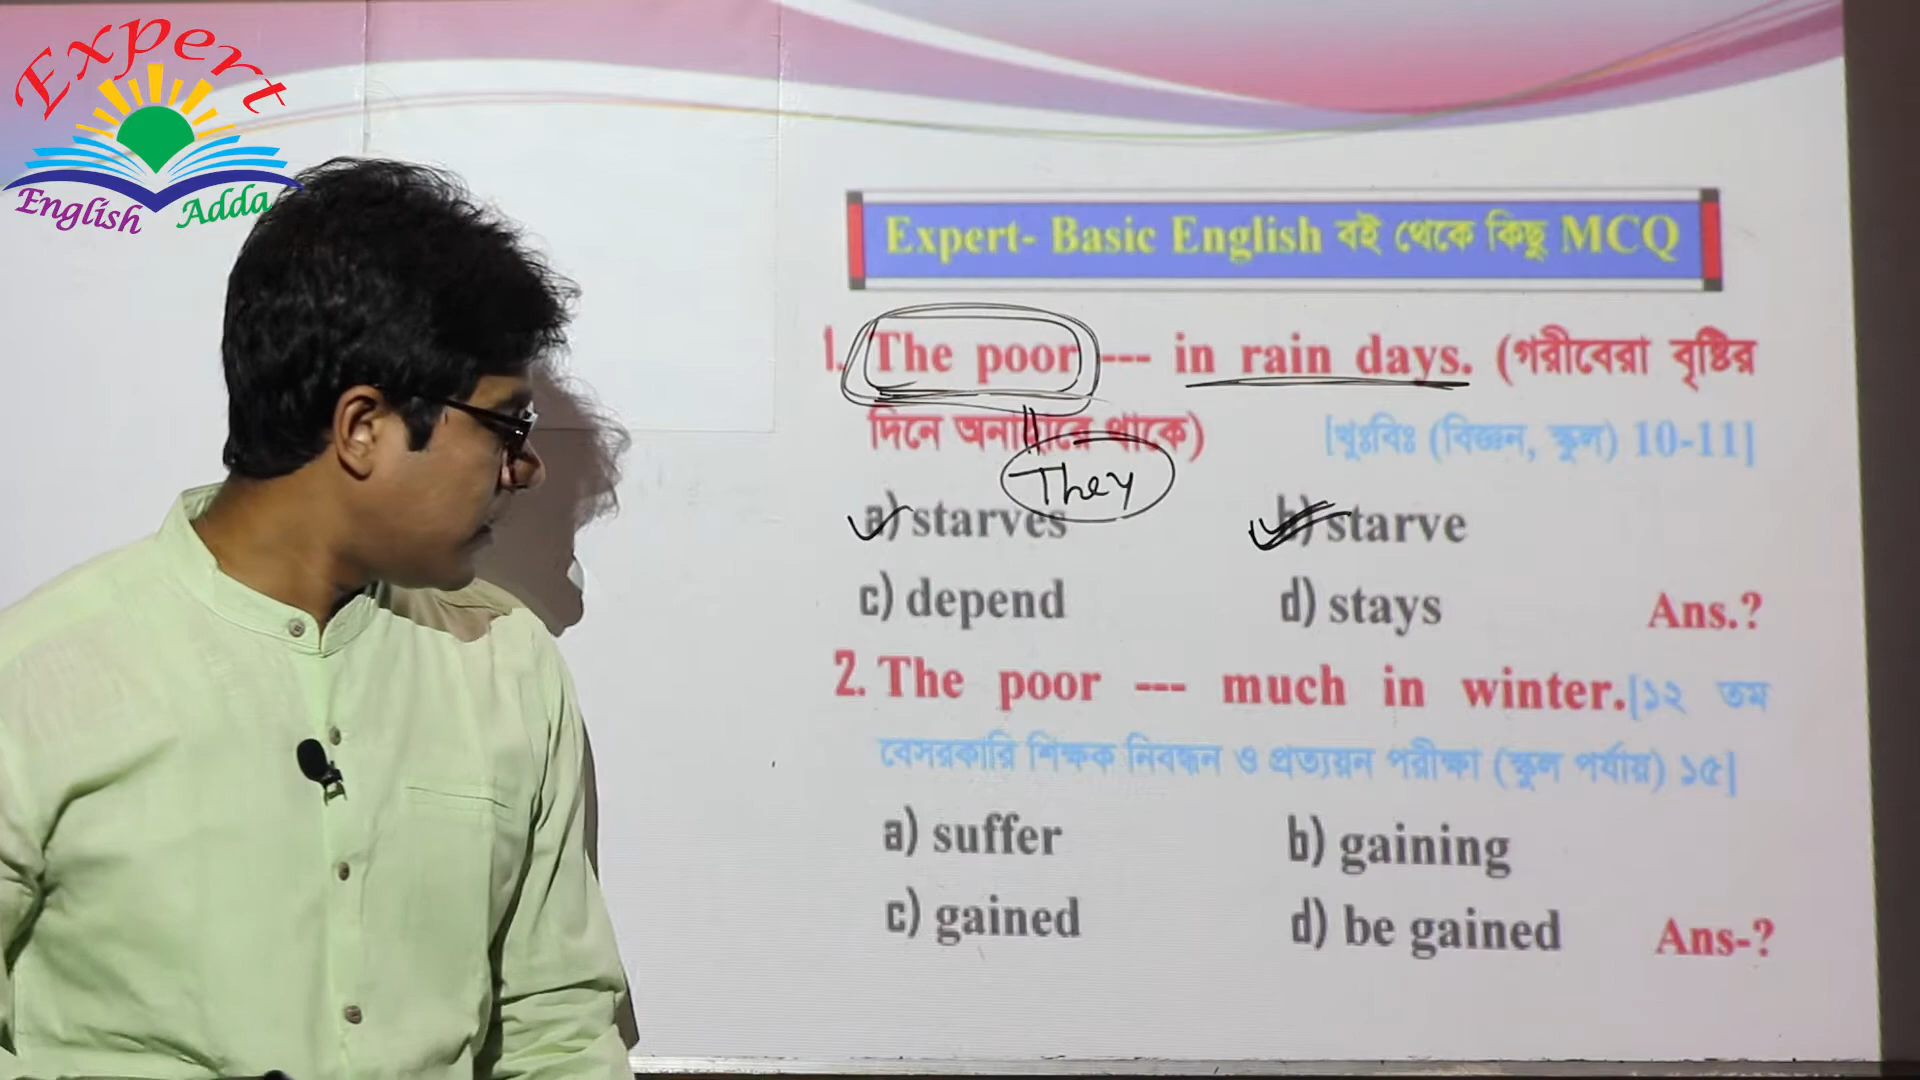 Expert
English Adda
Expert- Basic English বই থেকে কিছু MCQ
1. The poor --- in rain days. (গরীবেরা বৃষ্টির
দিনে অনাহারে থাকে) [খুঃবিঃ (বিজ্ঞান, স্কুল) 10-11]
They
a) starves b) starve
c) depend d) stays Ans.?
2. The poor --- much in winter.[১২ তম
বেসরকারি শিক্ষক নিবন্ধন ও প্রত্যয়ন পরীক্ষা (স্কুল পর্যায়) ১৫]
a) suffer b) gaining
c) gained d) be gained Ans-?